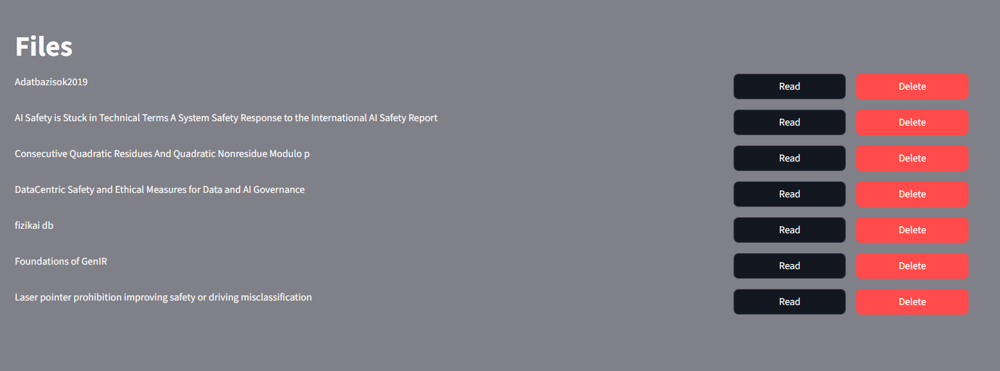 Files
Adatbazisok2019 Read Delete
AI Safety is Stuck in Technical Terms A System Safety Response to the International AI Safety Report Read Delete
Consecutive Quadratic Residues And Quadratic Nonresidue Modulo p Read Delete
DataCentric Safety and Ethical Measures for Data and AI Governance Read Delete
fizikai db Read Delete
Foundations of GenIR Read Delete
Laser pointer prohibition improving safety or driving misclassification Read Delete